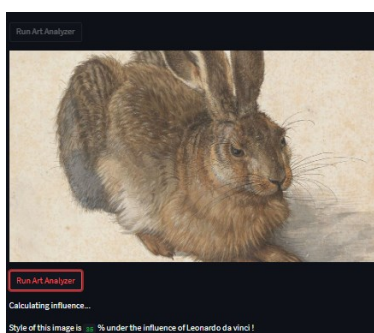 Run Art Analyzer
Run Art Analyzer
Calculating influence...
Style of this image is % under the influence of Leonardo da vinci !